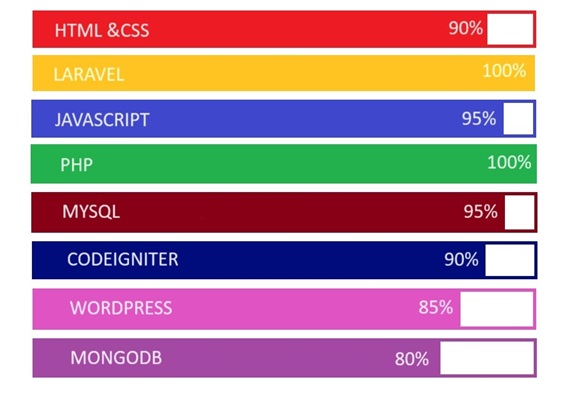 HTML &CSS 90%
LARAVEL 100%
JAVASCRIPT 95%
PHP 100%
MYSQL 95%
CODEIGNITER 90%
WORDPRESS 85%
MONGODB 80%